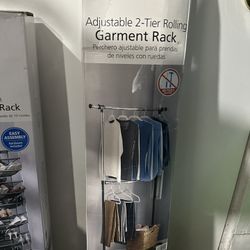 Adjustable 2-Tier Rolling
Garment Rack
Perchero ajustable para prendas
de niveles con ruedas
Rack
EASY
ASSEMBLY